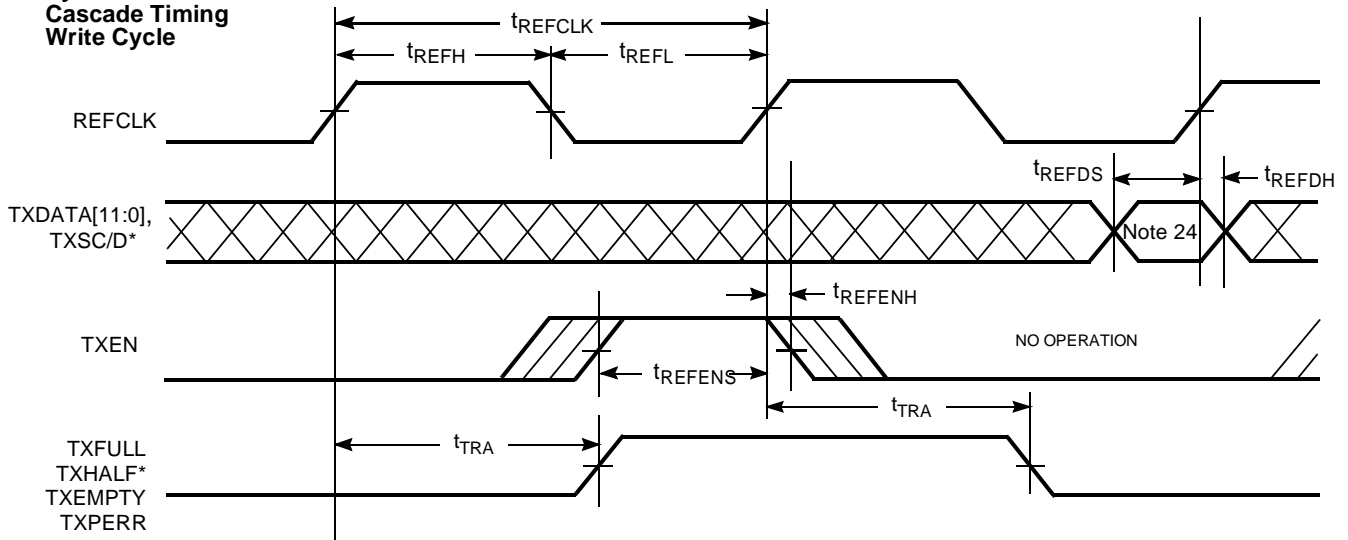 Cascade Timing
Write Cycle
tREFCLK
tREFH
tREFL
REFCLK
tREFDS
tREFDH
TXDATA[11:0],
TXSC/D*
Note 24
tREFENH
TXEN
NO OPERATION
tREFENS
tTRA
tTRA
TXFULL
TXHALF*
TXEMPTY
TXPERR